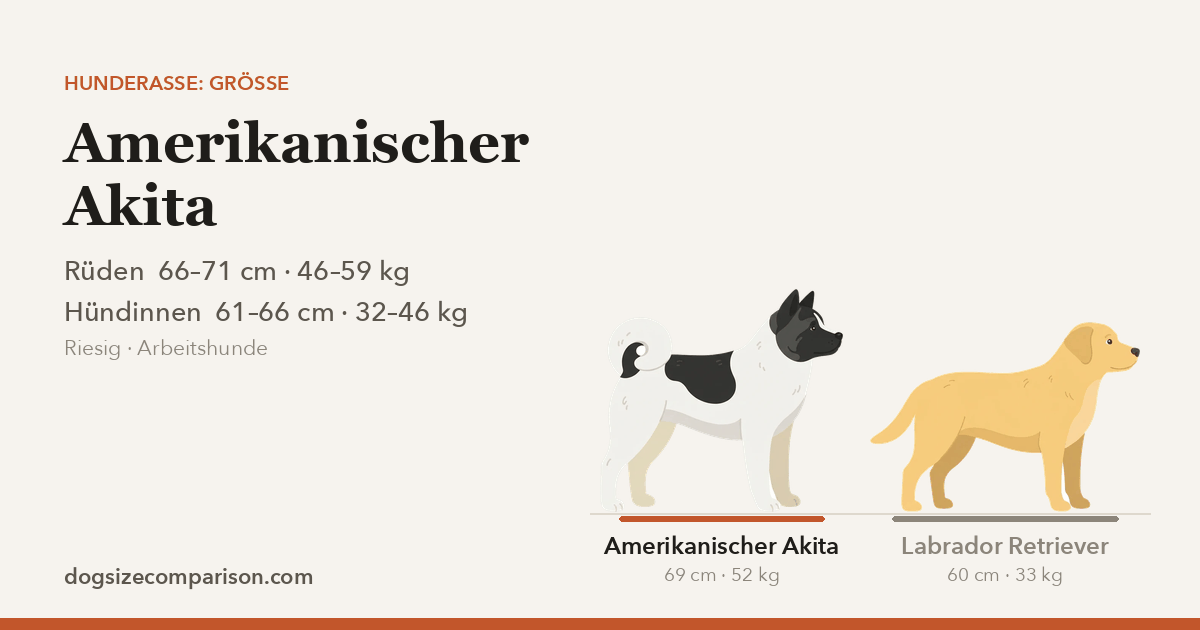 HUNDERASSE: GRÖSSE
Amerikanischer
Akita
Rüden 66–71 cm · 46–59 kg
Hündinnen 61–66 cm · 32–46 kg
Riesig · Arbeitshunde
Amerikanischer Akita
69 cm · 52 kg
Labrador Retriever
60 cm · 33 kg
dogsizecomparison.com